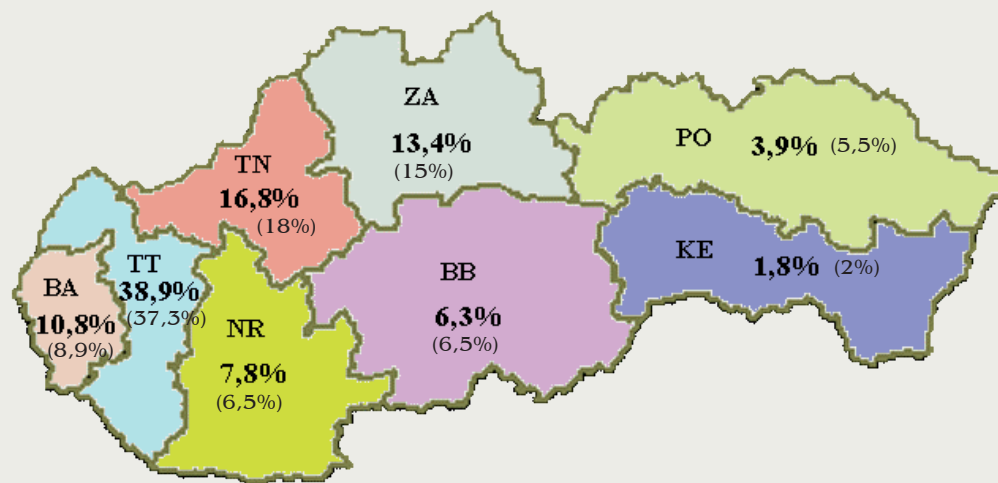 ZA
13,4%
(15%)
PO 3,9% (5,5%)
TN
16,8%
(18%)
KE 1,8% (2%)
TT
38,9%
(37,3%)
BA
10,8%
(8,9%)
BB
6,3%
(6,5%)
NR
7,8%
(6,5%)